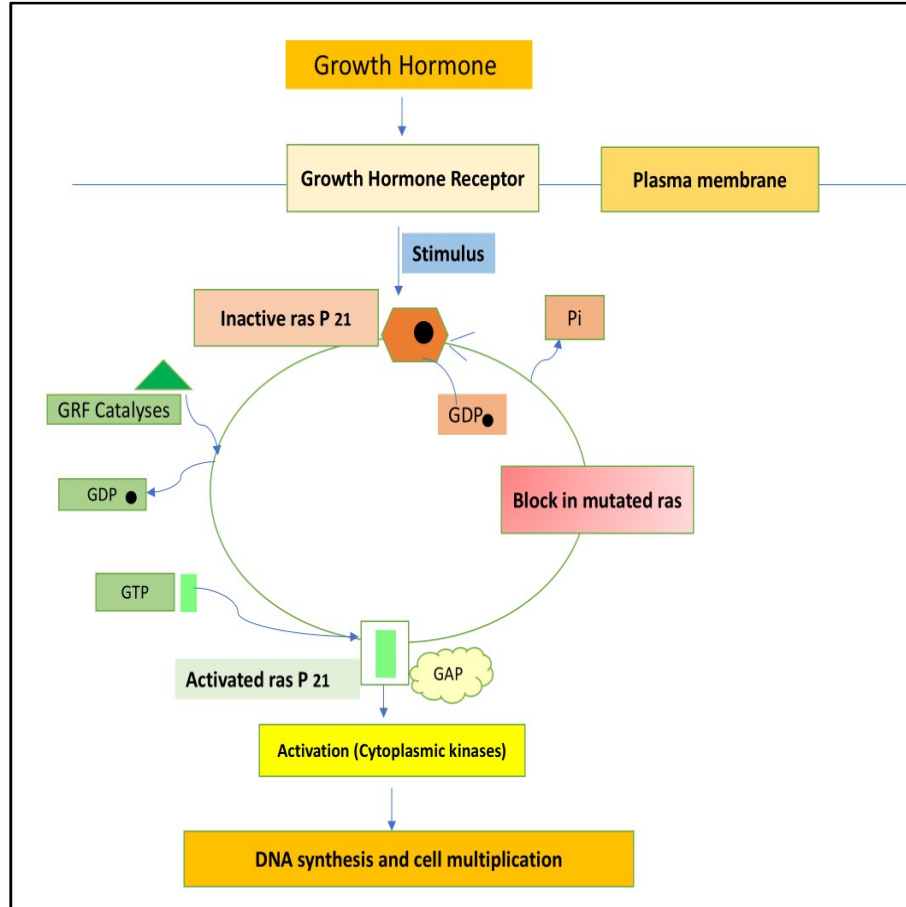 Growth Hormone
Growth Hormone Receptor
Plasma membrane
Stimulus
Inactive ras P 21
Pi
GRF Catalyses
GDP
GDP
Block in mutated ras
GTP
Activated ras P 21
GAP
Activation (Cytoplasmic kinases)
DNA synthesis and cell multiplication